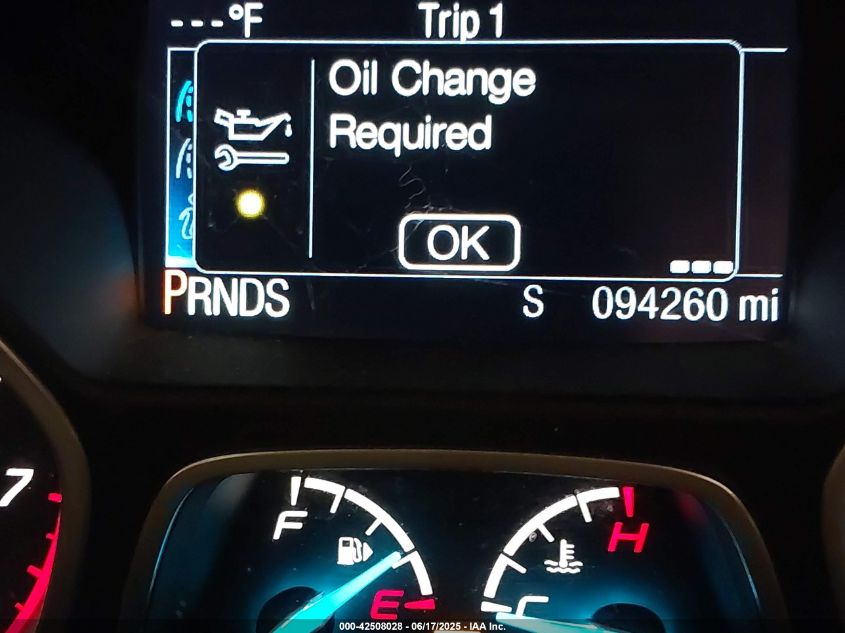 ---°F Trip 1
Oil Change
Required
OK
PRNDS S 094260 mi
7
F H
E C
000-42508028 - 06/17/2025 - IAA Inc.